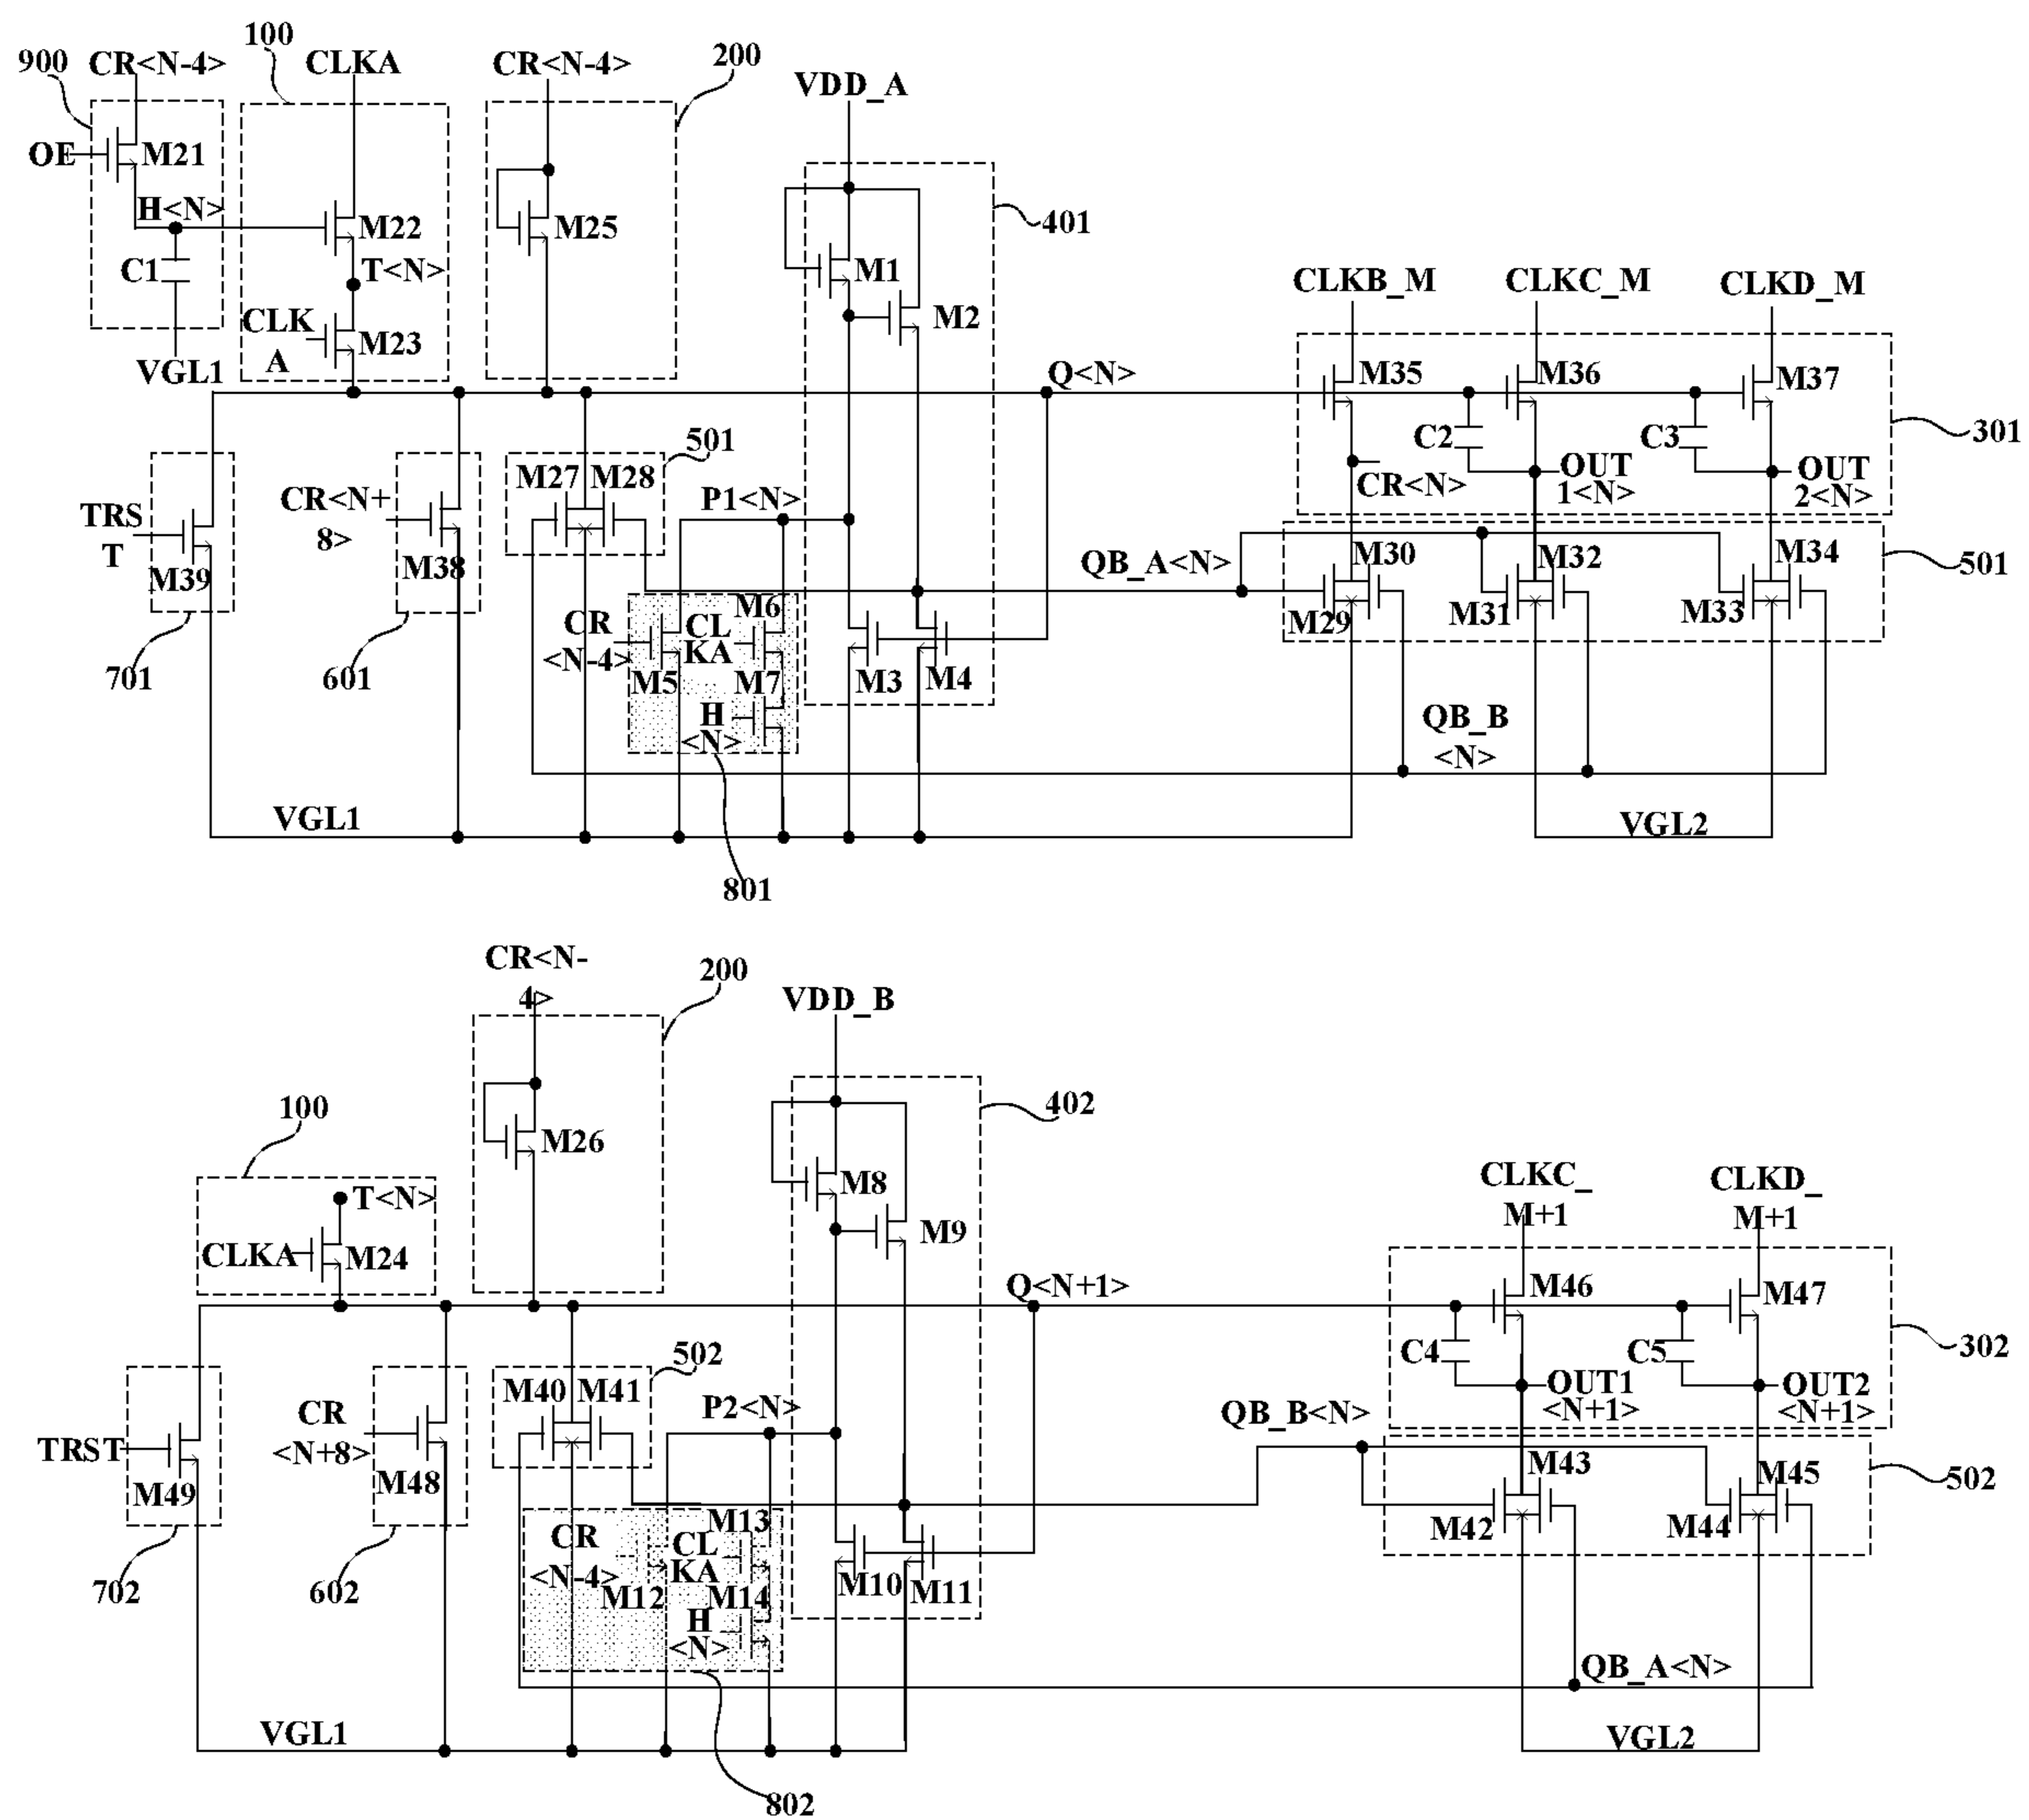 900
CR<N-4>
100
CLKA
CR<N-4>
200
VDD_A
OE
M21
H<N>
M22
M25
401
C1
T<N>
M1
CLKB_M
CLKC_M
CLKD_M
M2
CLK
A
M23
VGL1
Q<N>
M35
M36
M37
C2
C3
301
501
M27
M28
P1<N>
CR<N>
OUT
1<N>
OUT
2<N>
TRS
T
CR<N+
8>
M39
M38
QB_A<N>
M30
M32
M34
501
M6
CR
<N-4>
CL
KA
M29
M31
M33
701
601
M5
M7
M3
M4
H
<N>
QB_B
<N>
VGL1
VGL2
801
CR<N-
4>
200
VDD_B
100
402
M26
T<N>
M8
CLKC_
M+1
CLKD_
M+1
M9
CLKA
M24
Q<N+1>
M46
M47
C4
C5
302
502
M40
M41
P2<N>
OUT1
<N+1>
OUT2
<N+1>
CR
<N+8>
QB_B<N>
TRST
M49
M48
M43
M45
502
M13
CR
<N-4>
CL
KA
M42
M44
702
602
M12
M14
M10
M11
H
<N>
QB_A<N>
VGL1
VGL2
802